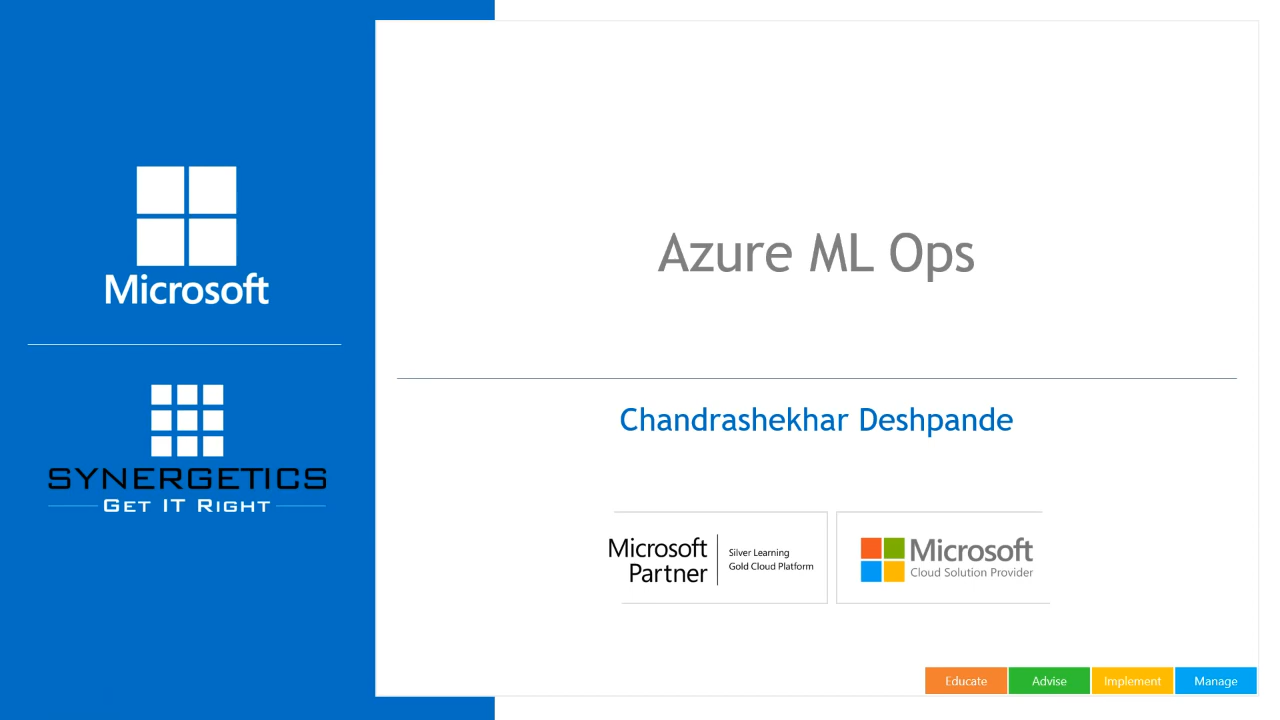 Microsoft
SYNERGETICS
GET IT RIGHT
Azure ML Ops
Chandrashekhar Deshpande
Microsoft
Partner
Silver Learning
Gold Cloud Platform
Microsoft
Cloud Solution Provider
Educate
Advise
Implement
Manage